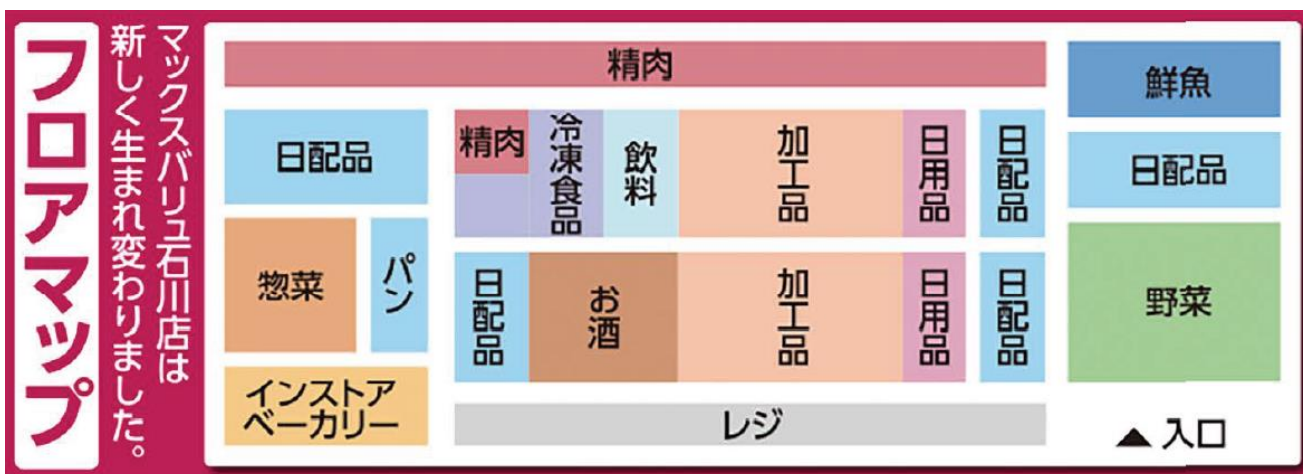 フロアマップ
マックスバリュ石川店は
新しく生まれ変わりました。
精肉
鮮魚
日配品
精肉
冷凍食品
飲料
加工品
日用品
日配品
日配品
惣菜
パン
日配品
お酒
加工品
日用品
日配品
野菜
インストア
ベーカリー
レジ
▲入口